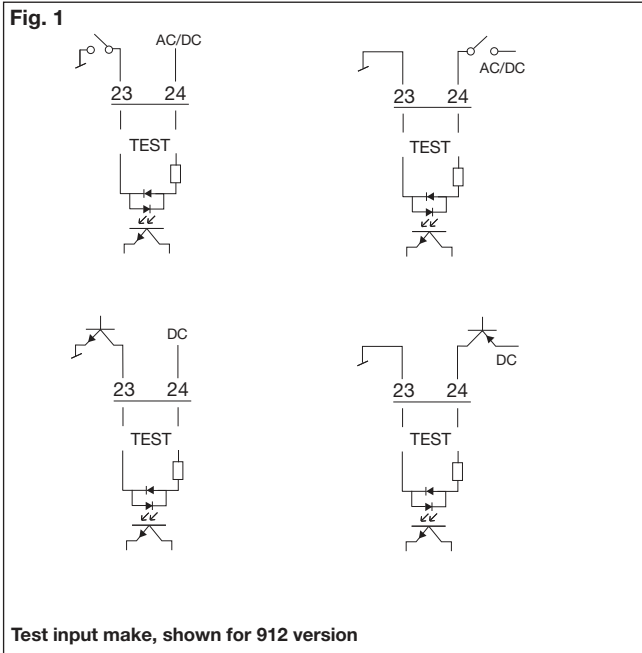 Fig. 1
AC/DC
23 24
TEST
AC/DC
23 24
TEST
DC
23 24
TEST
DC
23 24
TEST
Test input make, shown for 912 version